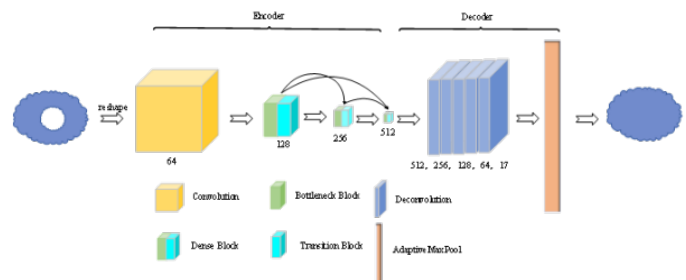 Encoder
Decoder
reshape
64
128
256
512
512, 256, 128, 64, 17
Convolution
Bottleneck Block
Deconvolution
Dense Block
Transition Block
Adaptive MaxPool